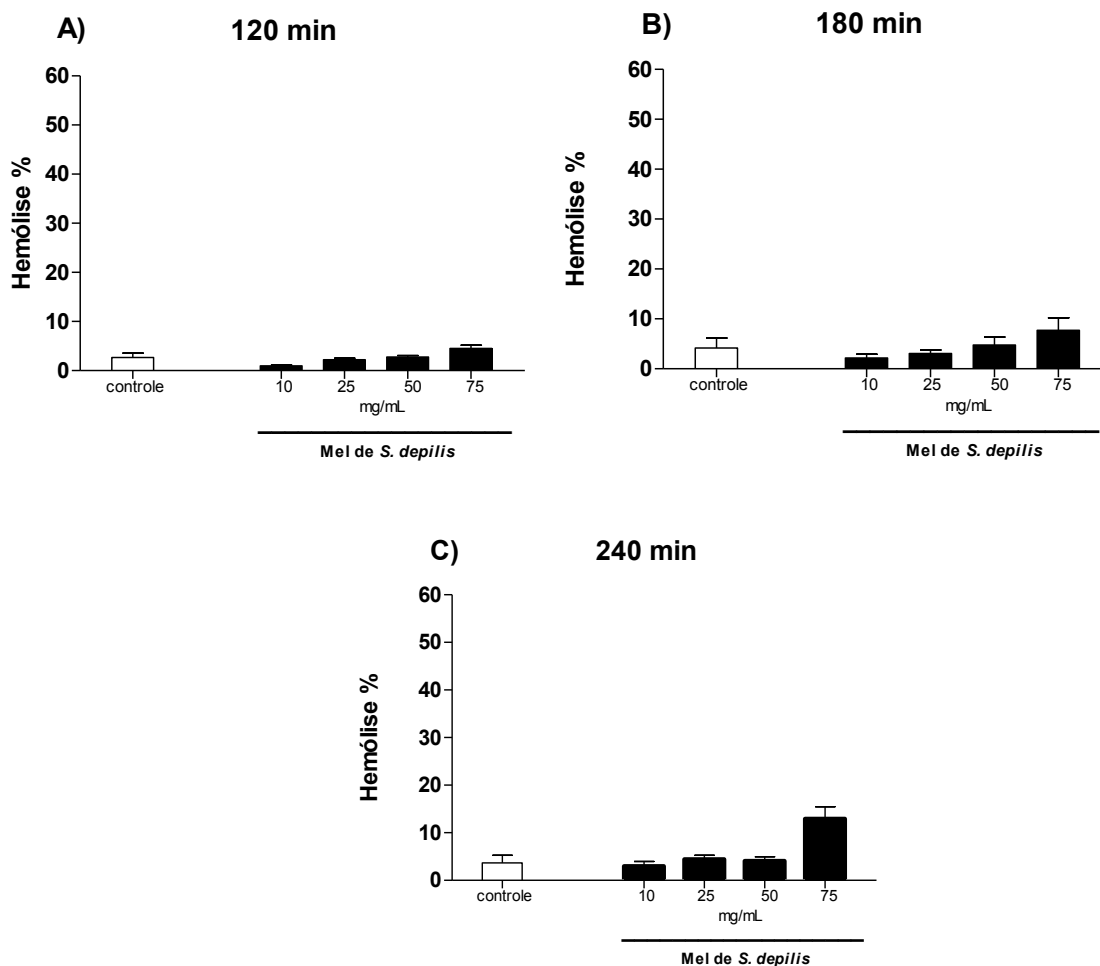 A) 120 min
Hemólise %
60
50
40
30
20
10
0
controle 10 25 50 75
mg/mL
Mel de S. depilis
B) 180 min
Hemólise %
60
50
40
30
20
10
0
controle 10 25 50 75
mg/mL
Mel de S. depilis
C) 240 min
Hemólise %
60
50
40
30
20
10
0
controle 10 25 50 75
mg/mL
Mel de S. depilis